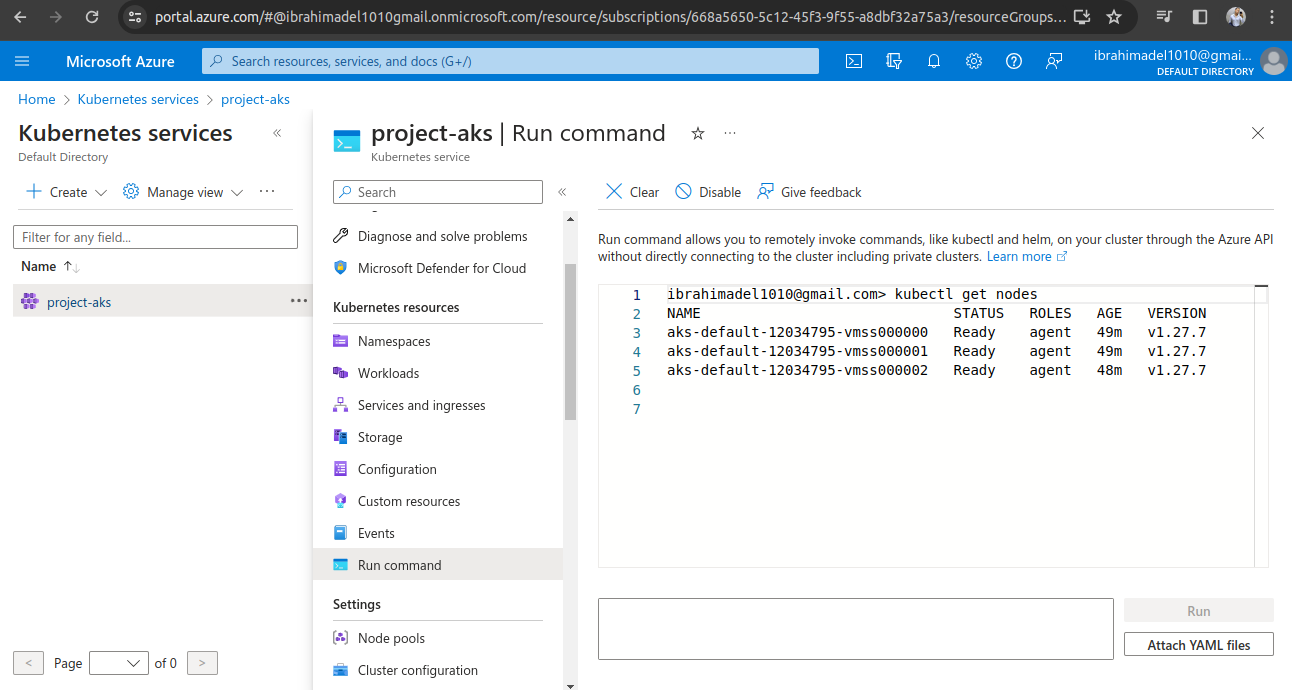 portal.azure.com/#@ibrahimadel1010gmail.onmicrosoft.com/resource/subscriptions/668a5650-5c12-45f3-9f55-a8dbf32a75a3/resourceGroups...
Microsoft Azure
Search resources, services, and docs (G+/)
ibrahimadel1010@gmai...
DEFAULT DIRECTORY
Home > Kubernetes services > project-aks
Kubernetes services «
Default Directory
Create
Manage view
...
Filter for any field...
Name ↑↓
project-aks ...
< Page of 0 >
project-aks | Run command ...
Kubernetes service
Search «
Diagnose and solve problems
Microsoft Defender for Cloud
Kubernetes resources
Namespaces
Workloads
Services and ingresses
Storage
Configuration
Custom resources
Events
Run command
Settings
Node pools
Cluster configuration
Clear
Disable
Give feedback
Run command allows you to remotely invoke commands, like kubectl and helm, on your cluster through the Azure API
without directly connecting to the cluster including private clusters. Learn more
1 ibrahimadel1010@gmail.com> kubectl get nodes
2 NAME STATUS ROLES AGE VERSION
3 aks-default-12034795-vmss000000 Ready agent 49m v1.27.7
4 aks-default-12034795-vmss000001 Ready agent 49m v1.27.7
5 aks-default-12034795-vmss000002 Ready agent 48m v1.27.7
6
7
Run
Attach YAML files